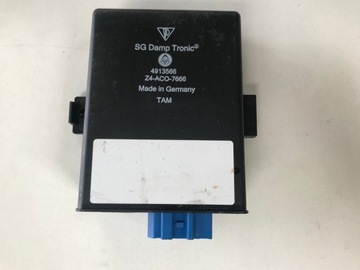 SG Damp Tronic®
4913566
Z4-ACO-7666
Made in Germany
TAM